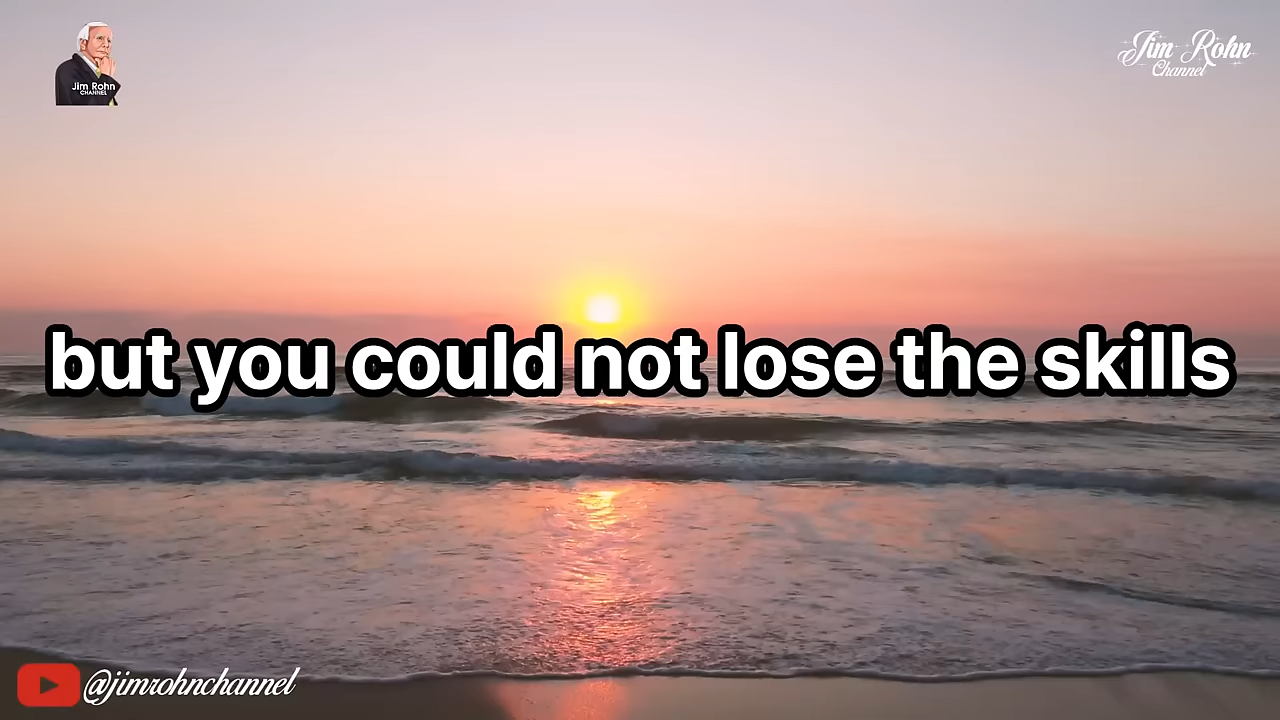 Jim Rohn
CHANNEL
Jim Rohn
Channel
but you could not lose the skills
@jimrohnchannel